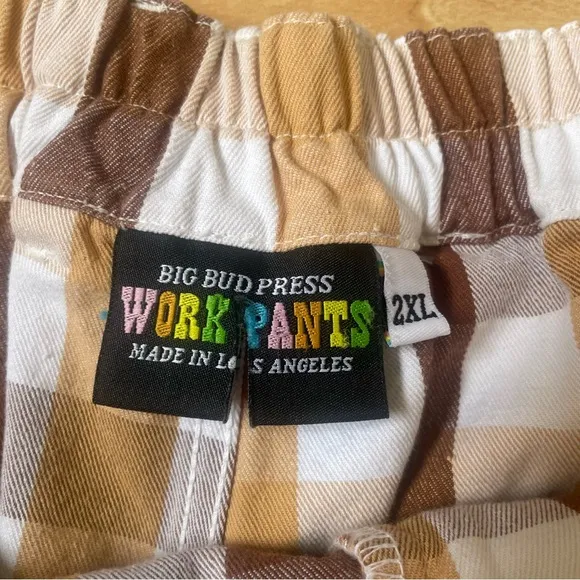 BIG BUD PRESS
WORK PANTS
MADE IN LOS ANGELES
2XL